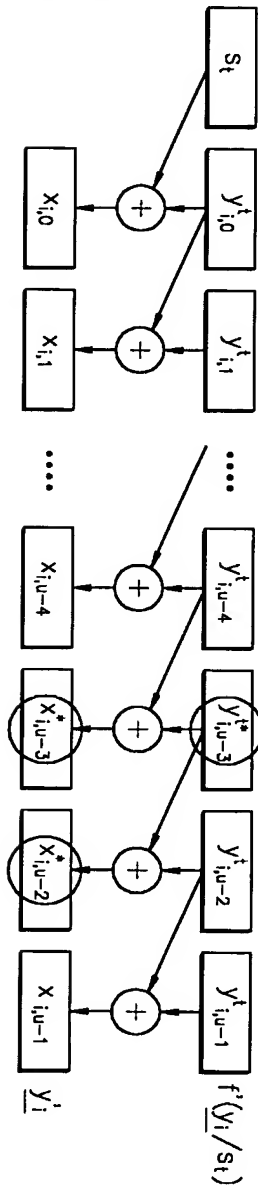 s_t y^t_{i,0} y^t_{i,1} ..... y^t_{i,u-4} y^{t*}_{i,u-3} y^t_{i,u-2} y^t_{i,u-1} f'(y_i/s_t)
+ + + + + +
x_{i,0} x_{i,1} ..... x_{i,u-4} x^*_{i,u-3} x^*_{i,u-2} x_{i,u-1} y'_i